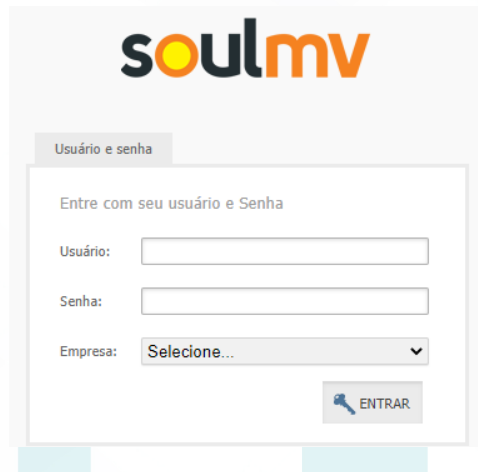 soulmv
Usuário e senha
Entre com seu usuário e Senha
Usuário:
Senha:
Empresa: Selecione...
ENTRAR